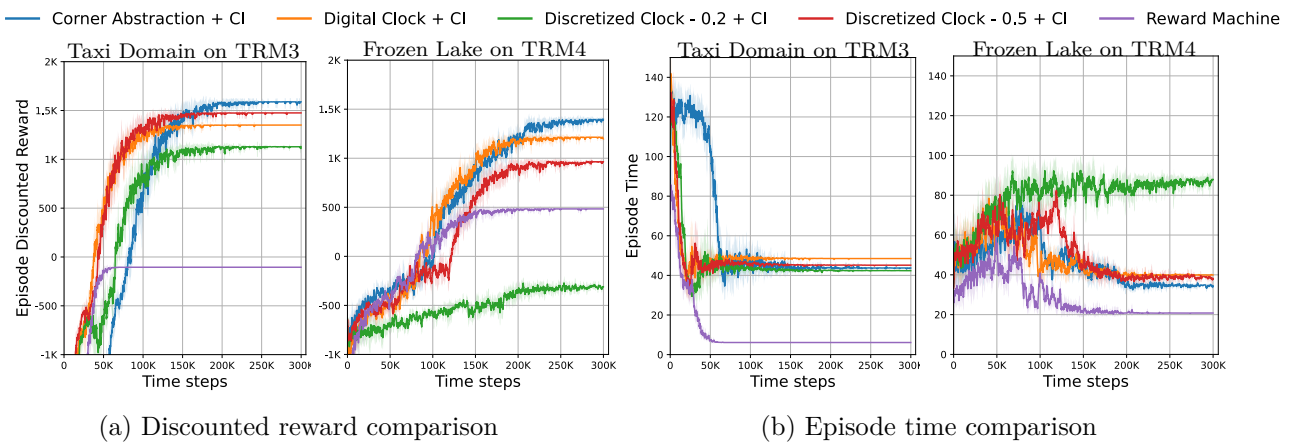 Corner Abstraction + CI Digital Clock + CI Discretized Clock - 0.2 + CI Discretized Clock - 0.5 + CI Reward Machine
Taxi Domain on TRM3
Frozen Lake on TRM4
Taxi Domain on TRM3
Frozen Lake on TRM4
Episode Discounted Reward
2K
1.5K
1K
500
0
-500
-1K
0 50K 100K 150K 200K 250K 300K
Time steps
2K
1.5K
1K
500
0
-500
-1K
0 50K 100K 150K 200K 250K 300K
Time steps
Episode Time
140
120
100
80
60
40
20
0
0 50K 100K 150K 200K 250K 300K
Time steps
140
120
100
80
60
40
20
0
0 50K 100K 150K 200K 250K 300K
Time steps
(a) Discounted reward comparison
(b) Episode time comparison